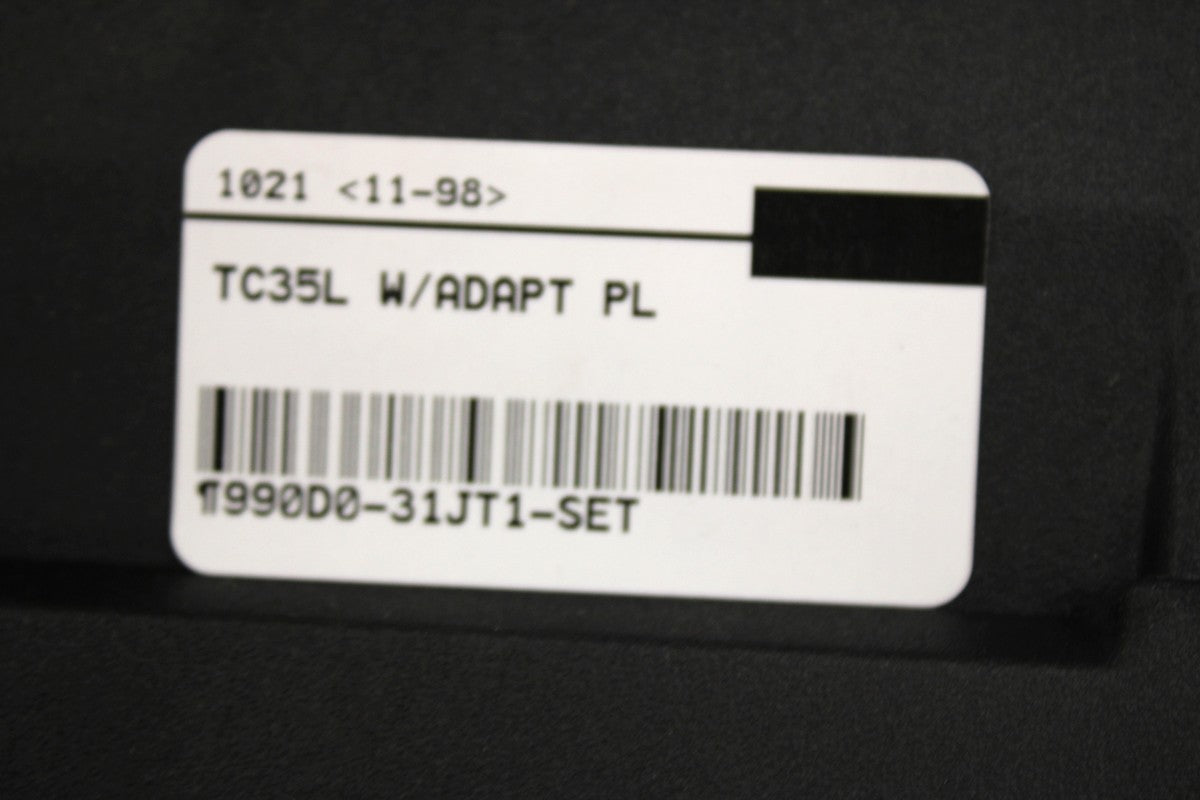 1021 <11-98>
TC35L W/ADAPT PL
¶990D0-31JT1-SET